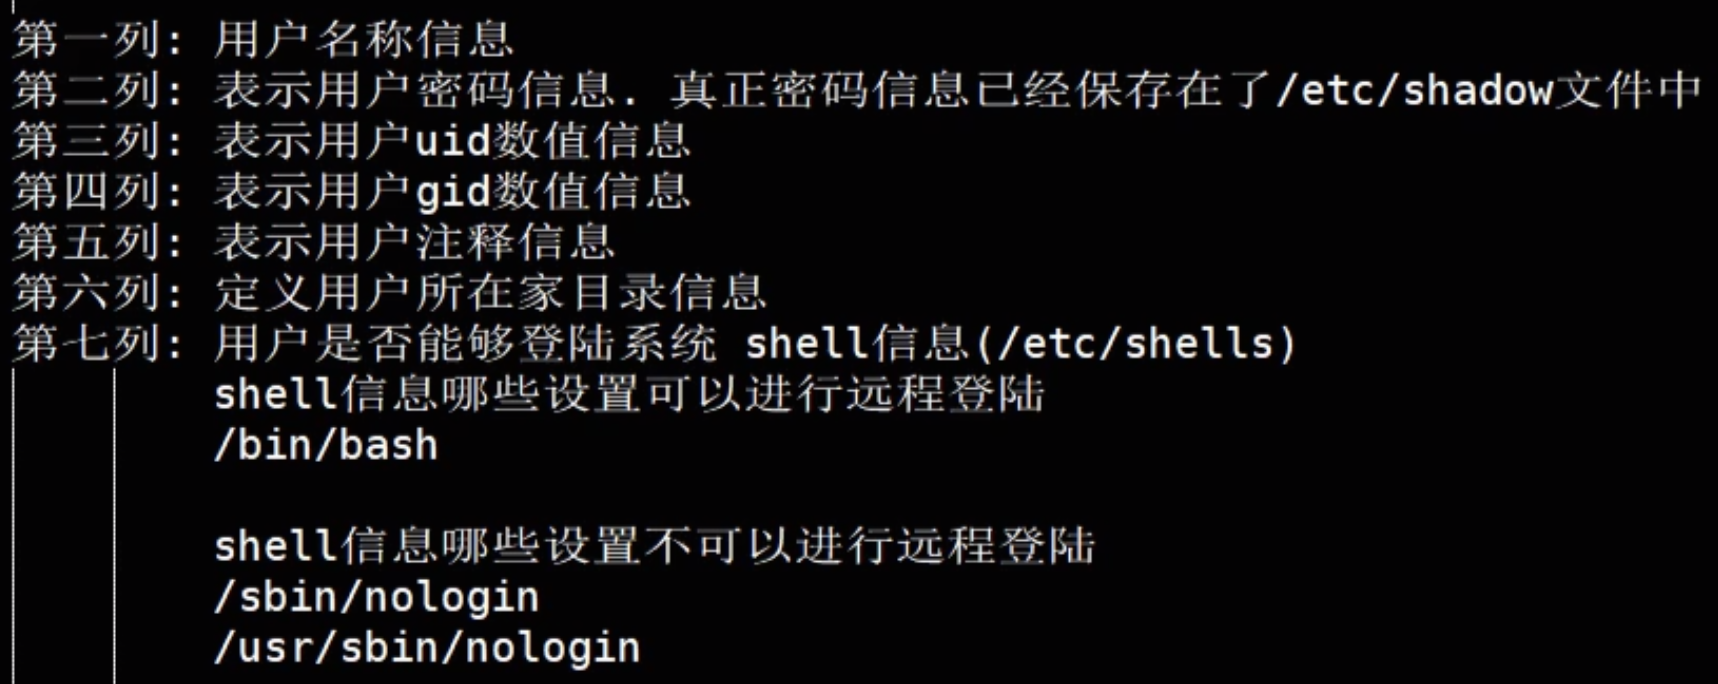 第一列: 用户名称信息
第二列: 表示用户密码信息. 真正密码信息已经保存在了/etc/shadow文件中
第三列: 表示用户uid数值信息
第四列: 表示用户gid数值信息
第五列: 表示用户注释信息
第六列: 定义用户所在家目录信息
第七列: 用户是否能够登陆系统 shell信息(/etc/shells)
shell信息哪些设置可以进行远程登陆
/bin/bash
shell信息哪些设置不可以进行远程登陆
/sbin/nologin
/usr/sbin/nologin